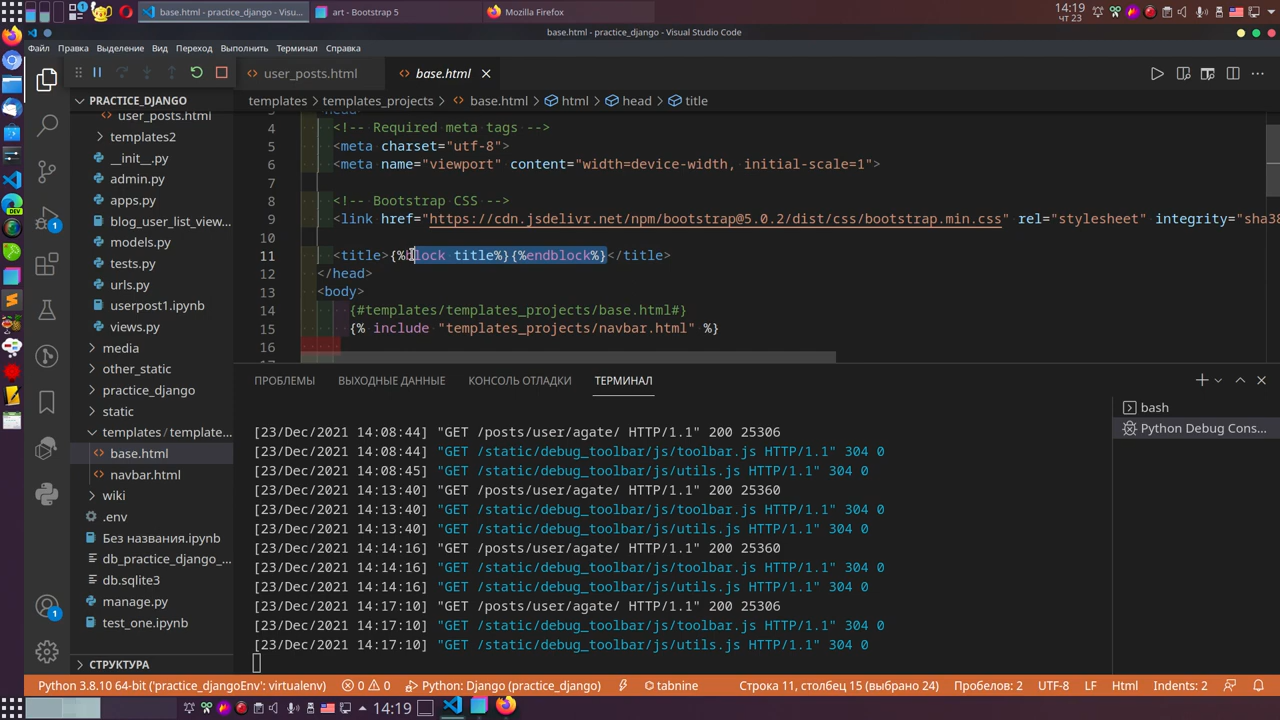 base.html - practice_django - Visu...
art - Bootstrap 5
Mozilla Firefox
14:19
чт 23
base.html - practice_django - Visual Studio Code
Файл Правка Выделение Вид Переход Выполнить Терминал Справка
user_posts.html
base.html
PRACTICE_DJANGO
templates > templates_projects > base.html > html > head > title
user_posts.html
templates2
__init__.py
admin.py
apps.py
blog_user_list_view...
models.py
tests.py
urls.py
userpost1.ipynb
views.py
media
other_static
practice_django
static
templates/template...
base.html
navbar.html
wiki
.env
Без названия.ipynb
db_practice_django_...
db.sqlite3
manage.py
test_one.ipynb
СТРУКТУРА
4 <!-- Required meta tags -->
5 <meta charset="utf-8">
6 <meta name="viewport" content="width=device-width, initial-scale=1">
7
8 <!-- Bootstrap CSS -->
9 <link href="https://cdn.jsdelivr.net/npm/bootstrap@5.0.2/dist/css/bootstrap.min.css" rel="stylesheet" integrity="sha38
10
11 <title>{%block title%}{%endblock%}</title>
12 </head>
13 <body>
14 {#templates/templates_projects/base.html#}
15 {% include "templates_projects/navbar.html" %}
16
ПРОБЛЕМЫ ВЫХОДНЫЕ ДАННЫЕ КОНСОЛЬ ОТЛАДКИ ТЕРМИНАЛ
[23/Dec/2021 14:08:44] "GET /posts/user/agate/ HTTP/1.1" 200 25306
[23/Dec/2021 14:08:44] "GET /static/debug_toolbar/js/toolbar.js HTTP/1.1" 304 0
[23/Dec/2021 14:08:45] "GET /static/debug_toolbar/js/utils.js HTTP/1.1" 304 0
[23/Dec/2021 14:13:40] "GET /posts/user/agate/ HTTP/1.1" 200 25360
[23/Dec/2021 14:13:40] "GET /static/debug_toolbar/js/toolbar.js HTTP/1.1" 304 0
[23/Dec/2021 14:13:40] "GET /static/debug_toolbar/js/utils.js HTTP/1.1" 304 0
[23/Dec/2021 14:14:16] "GET /posts/user/agate/ HTTP/1.1" 200 25360
[23/Dec/2021 14:14:16] "GET /static/debug_toolbar/js/toolbar.js HTTP/1.1" 304 0
[23/Dec/2021 14:14:16] "GET /static/debug_toolbar/js/utils.js HTTP/1.1" 304 0
[23/Dec/2021 14:17:10] "GET /posts/user/agate/ HTTP/1.1" 200 25306
[23/Dec/2021 14:17:10] "GET /static/debug_toolbar/js/toolbar.js HTTP/1.1" 304 0
[23/Dec/2021 14:17:10] "GET /static/debug_toolbar/js/utils.js HTTP/1.1" 304 0
bash
Python Debug Cons...
Python 3.8.10 64-bit ('practice_djangoEnv': virtualenv) 0 0 Python: Django (practice_django) tabnine Строка 11, столбец 15 (выбрано 24) Пробелов: 2 UTF-8 LF Html Indents: 2
14:19